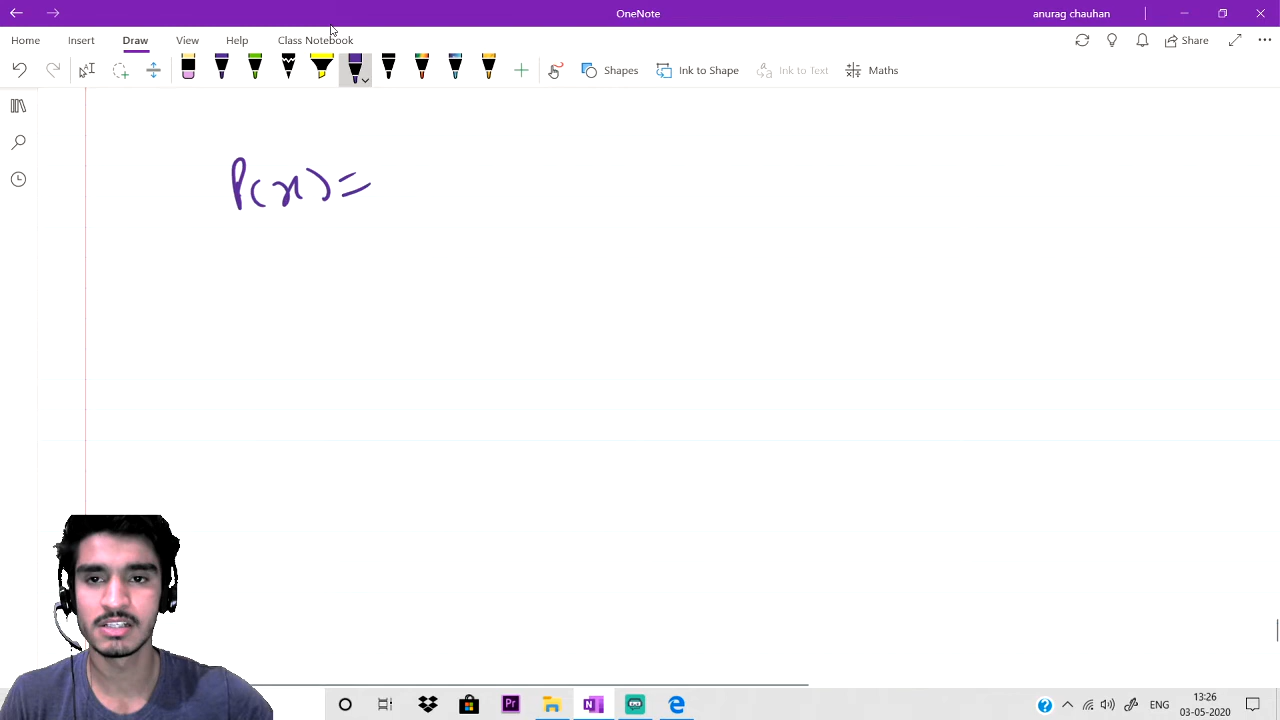 OneNote
anurag chauhan
Home
Insert
Draw
View
Help
Class Notebook
Share
Shapes
Ink to Shape
Ink to Text
Maths
P(x)=
Pr
N
ENG
13:26
03-05-2020